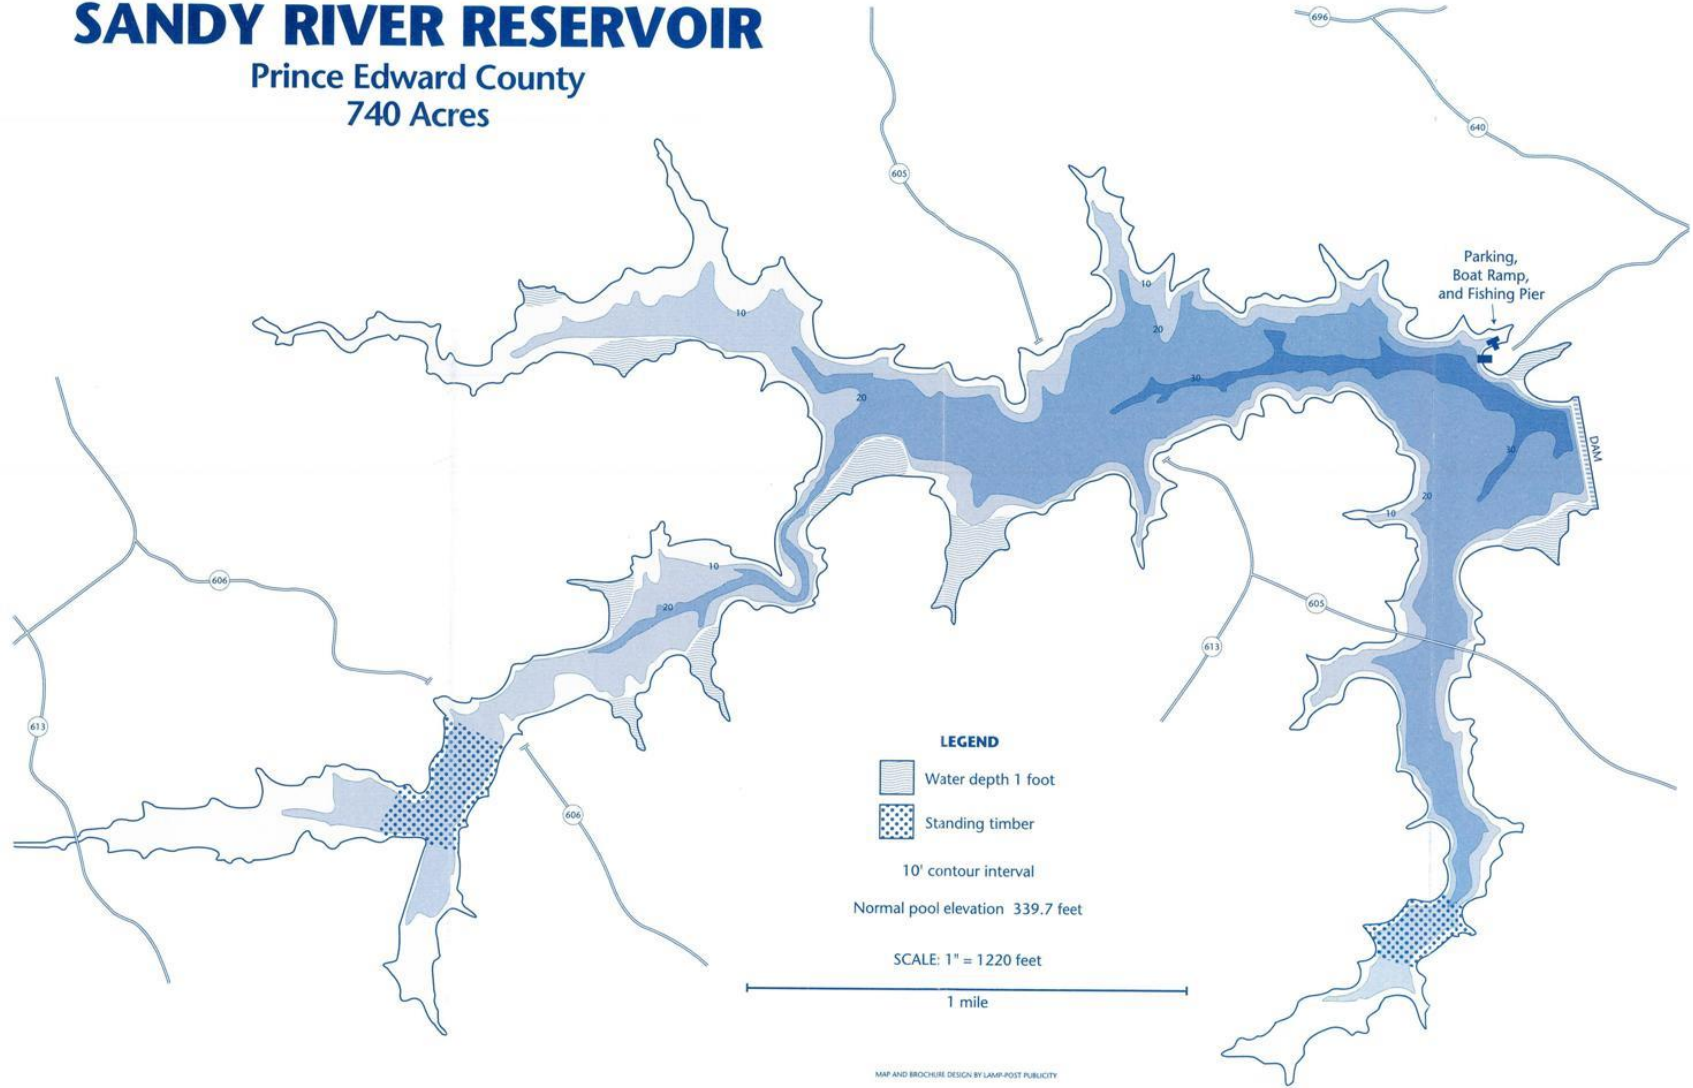 SANDY RIVER RESERVOIR
Prince Edward County
740 Acres
696
640
605
Parking,
Boat Ramp,
and Fishing Pier
10
20
30
10
20
30
DAM
20
10
10
20
606
605
613
613
606
LEGEND
Water depth 1 foot
Standing timber
10' contour interval
Normal pool elevation 339.7 feet
SCALE: 1" = 1220 feet
1 mile
MAP AND BROCHURE DESIGN BY LAMP-POST PUBLICITY